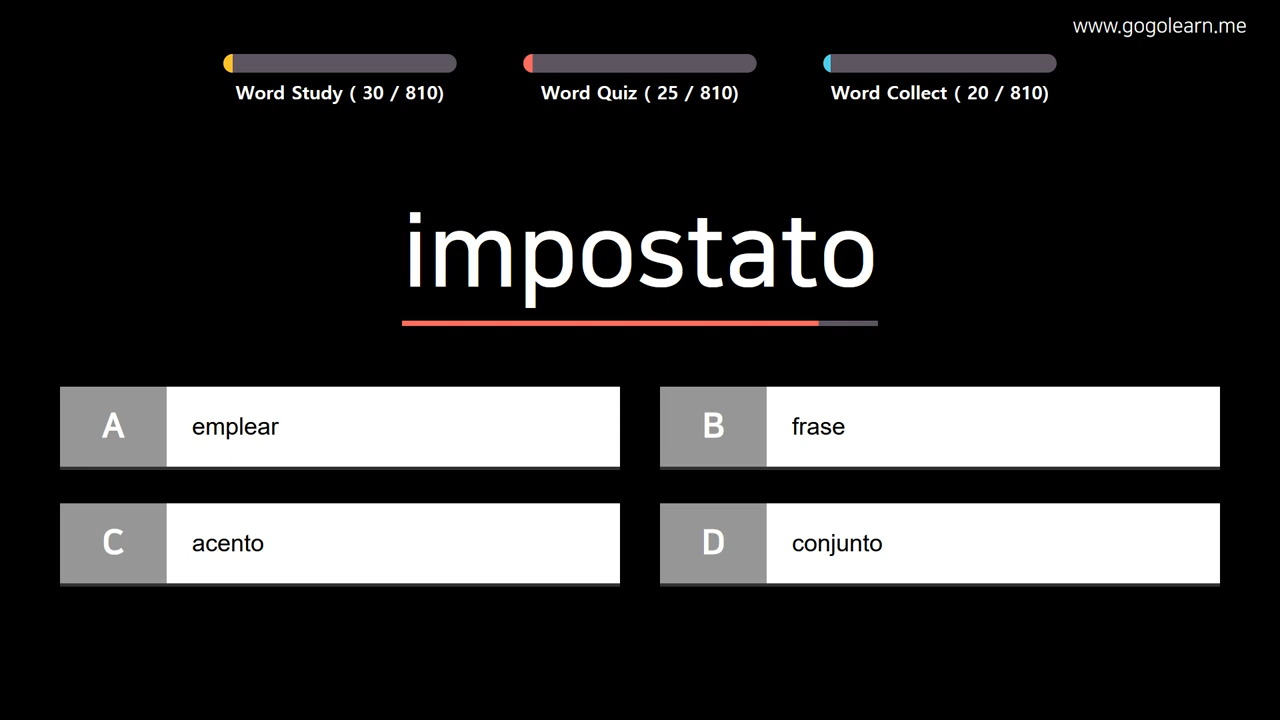 www.gogolearn.me
Word Study ( 30 / 810)
Word Quiz ( 25 / 810)
Word Collect ( 20 / 810)
impostato
A emplear
B frase
C acento
D conjunto